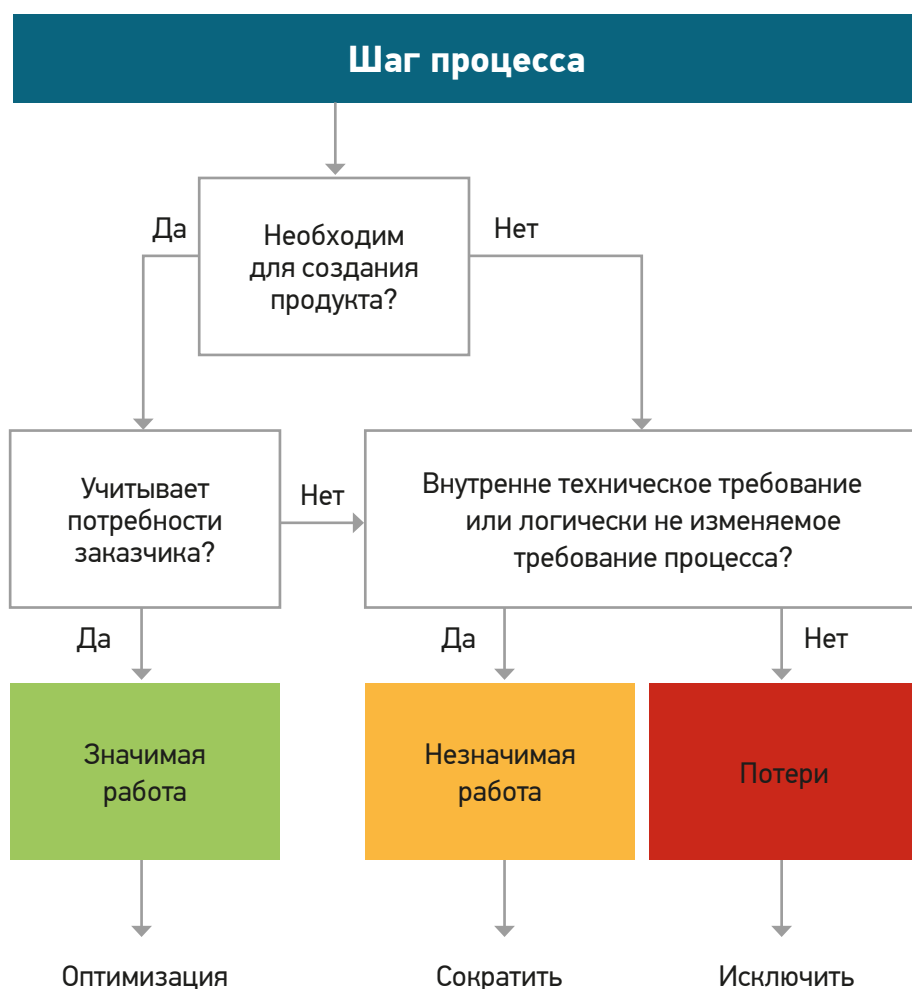 Шаг процесса
Да
Необходим
для создания
продукта?
Нет
Учитывает
потребности
заказчика?
Нет
Внутренне техническое требование
или логически не изменяемое
требование процесса?
Да
Да
Нет
Значимая
работа
Незначимая
работа
Потери
Оптимизация
Сократить
Исключить